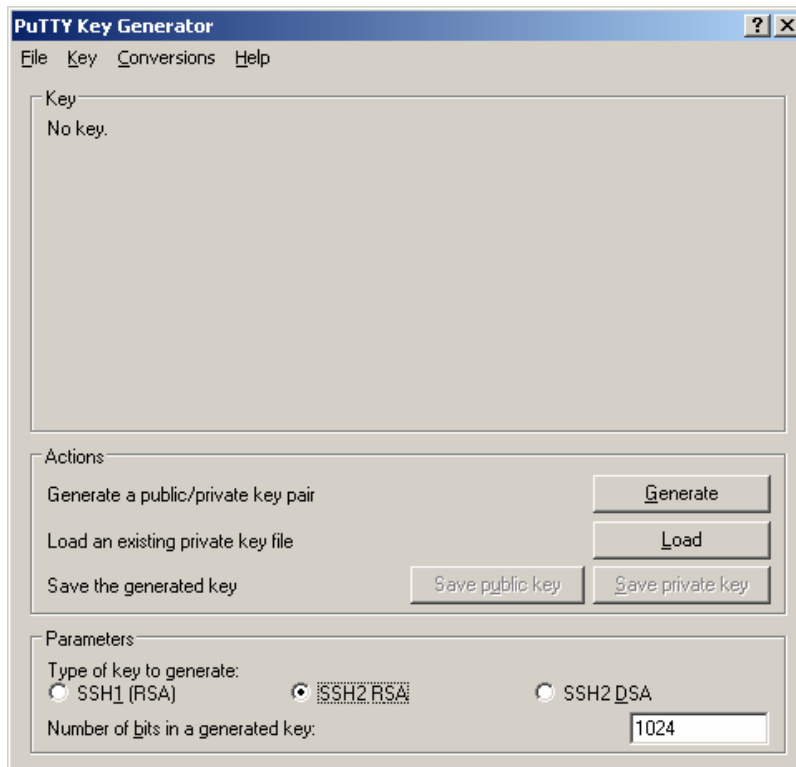 PuTTY Key Generator
File Key Conversions Help
Key
No key.
Actions
Generate a public/private key pair
Generate
Load an existing private key file
Load
Save the generated key
Save public key
Save private key
Parameters
Type of key to generate:
SSH1 (RSA)
SSH2 RSA
SSH2 DSA
Number of bits in a generated key:
1024